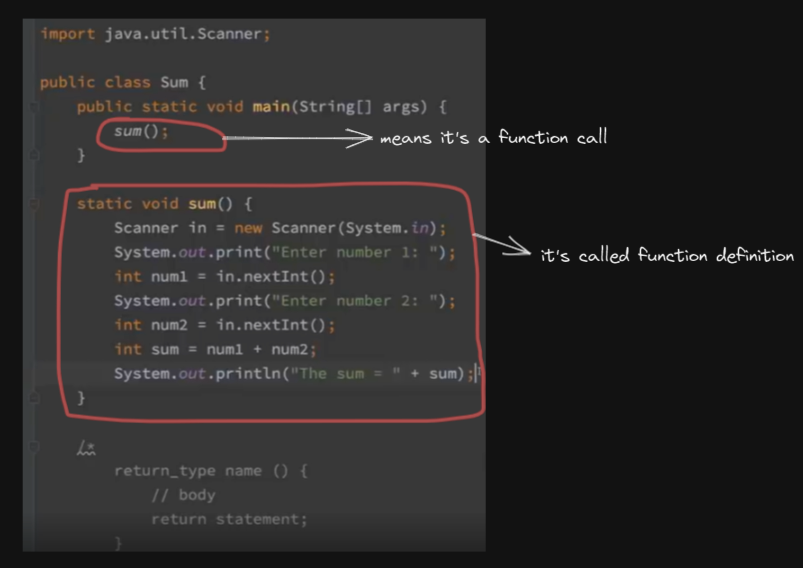 import java.util.Scanner;
public class Sum {
public static void main(String[] args) {
sum();
means it's a function call
}
static void sum() {
Scanner in = new Scanner(System.in);
System.out.print("Enter number 1: ");
it's called function definition
int num1 = in.nextInt();
System.out.print("Enter number 2: ");
int num2 = in.nextInt();
int sum = num1 + num2;
System.out.println("The sum = " + sum);
}
/*
return_type name () {
// body
return statement;
}